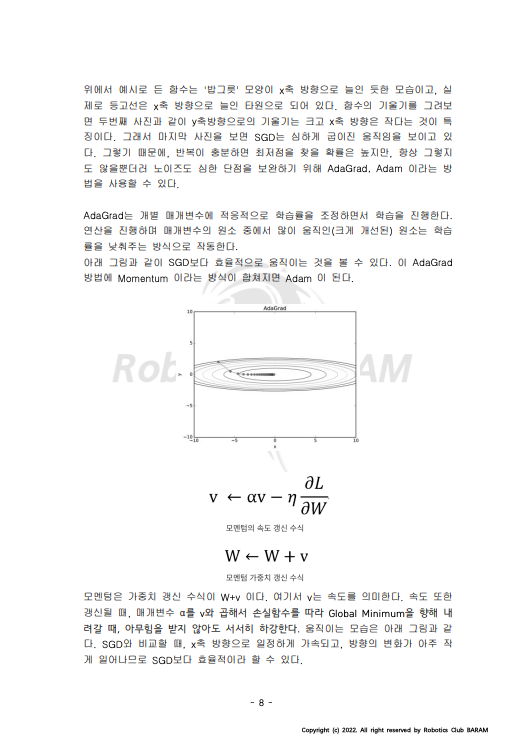 위에서 예시로 든 함수는 '밥그릇' 모양이 x축 방향으로 늘인 듯한 모습이고, 실
제로 등고선은 x축 방향으로 늘인 타원으로 되어 있다. 함수의 기울기를 그려보
면 두번째 사진과 같이 y축방향으로의 기울기는 크고 x축 방향은 작다는 것이 특
징이다. 그래서 마지막 사진을 보면 SGD는 심하게 굽이진 움직임을 보이고 있
다. 그렇기 때문에, 반복이 충분하면 최저점을 찾을 확률은 높지만, 항상 그렇지
도 않을뿐더러 노이즈도 심한 단점을 보완하기 위해 AdaGrad, Adam 이라는 방
법을 사용할 수 있다.
AdaGrad는 개별 매개변수에 적응적으로 학습률을 조정하면서 학습을 진행한다.
연산을 진행하며 매개변수의 원소 중에서 많이 움직인(크게 개선된) 원소는 학습
률을 낮춰주는 방식으로 작동한다.
아래 그림과 같이 SGD보다 효율적으로 움직이는 것을 볼 수 있다. 이 AdaGrad
방법에 Momentum 이라는 방식이 합쳐지면 Adam 이 된다.
AdaGrad
10
5
y 0
−5
−10
−10 −5 0 5 10
x
v ← αv − η ∂L/∂W
모멘텀의 속도 갱신 수식
W ← W + v
모멘텀 가중치 갱신 수식
모멘텀은 가중치 갱신 수식이 W+v 이다. 여기서 v는 속도를 의미한다. 속도 또한
갱신될 때, 매개변수 α를 v와 곱해서 손실함수를 따라 Global Minimum을 향해 내
려갈 때, 아무힘을 받지 않아도 서서히 하강한다. 움직이는 모습은 아래 그림과 같
다. SGD와 비교할 때, x축 방향으로 일정하게 가속되고, 방향의 변화가 아주 작
게 일어나므로 SGD보다 효율적이라 할 수 있다.
- 8 -
Copyright (c) 2022. All right reserved by Robotics Club BARAM